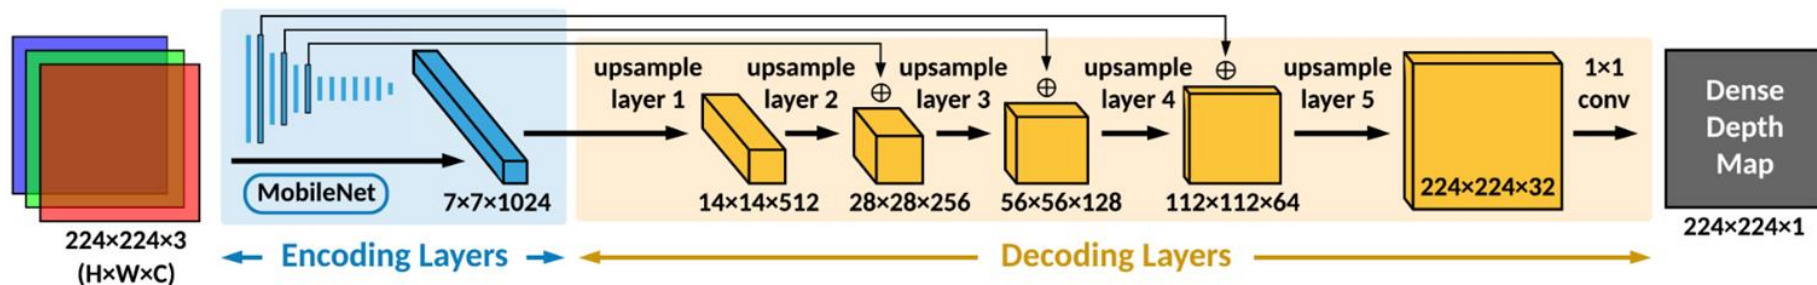 224×224×3
(H×W×C)
MobileNet
7×7×1024
Encoding Layers
upsample
layer 1
upsample
layer 2
upsample
layer 3
upsample
layer 4
upsample
layer 5
1×1
conv
⊕
⊕
⊕
14×14×512
28×28×256
56×56×128
112×112×64
224×224×32
Decoding Layers
Dense
Depth
Map
224×224×1